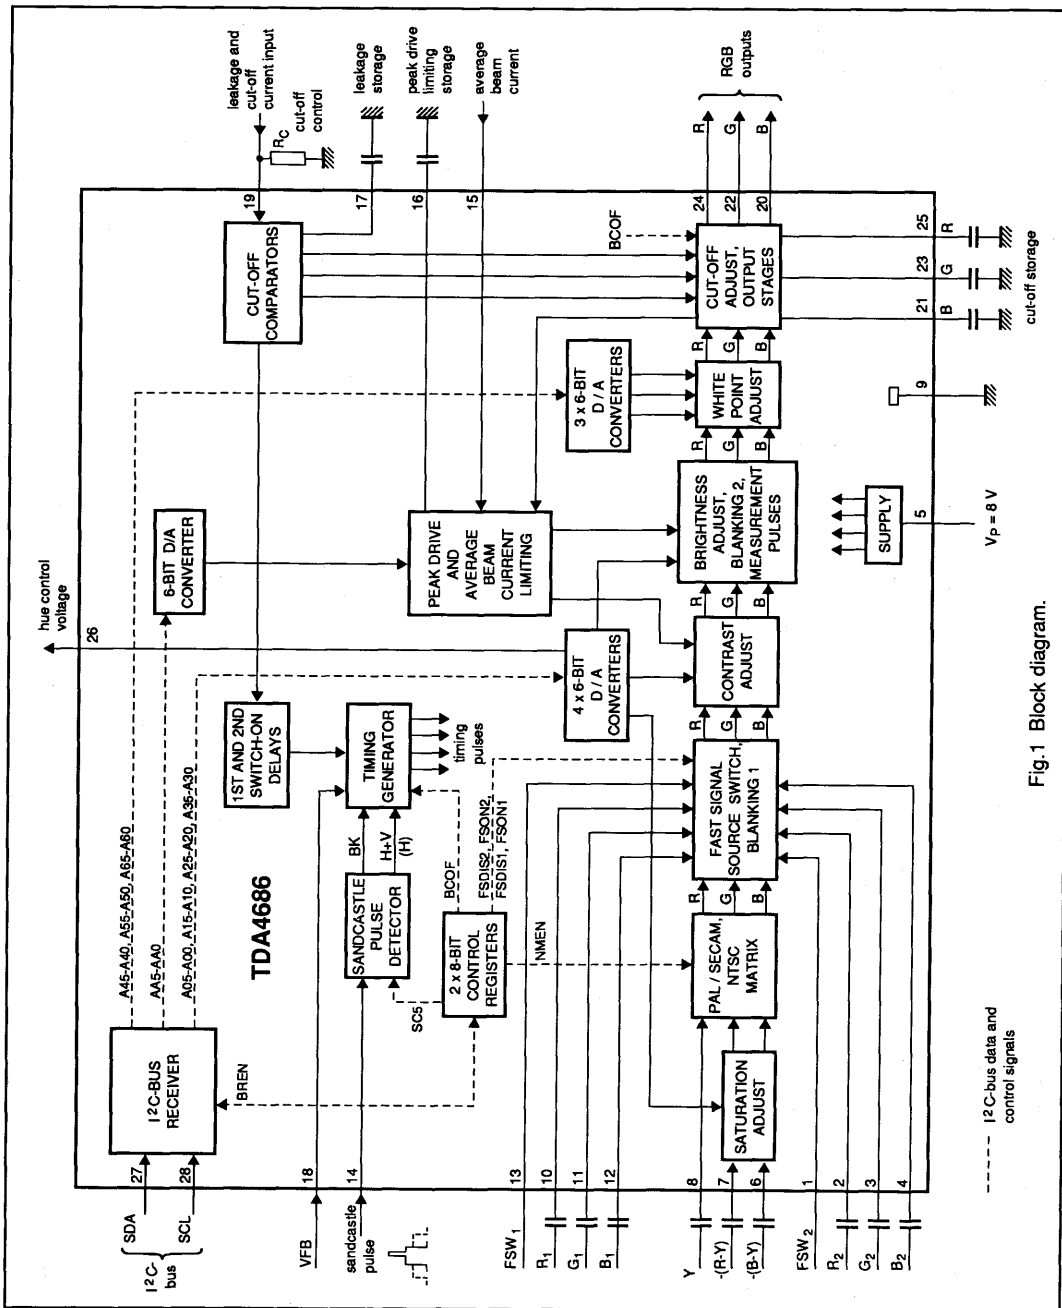 I²C-
bus
SDA
SCL
27
28
I²C-BUS
RECEIVER
A45-A40, A55-A50, A65-A60
AA5-AA0
A05-A00, A15-A10, A25-A20, A35-A30
BREN
TDA4686
hue control
voltage
26
6-BIT D/A
CONVERTER
1ST AND 2ND
SWITCH-ON
DELAYS
CUT-OFF
COMPARATORS
19
leakage and
cut-off
current input
RC
cut-off
control
17
leakage
storage
16
peak drive
limiting
storage
15
average
beam
current
VFB
18
sandcastle
pulse
14
SANDCASTLE
PULSE
DETECTOR
BK
H+V
(H)
TIMING
GENERATOR
timing
pulses
SC5
2 x 8-BIT
CONTROL
REGISTERS
BCOF
FSDIS2, FSON2,
FSDIS1, FSON1
NMEN
PEAK DRIVE
AND
AVERAGE
BEAM
CURRENT
LIMITING
4 x 6-BIT
D / A
CONVERTERS
3 x 6-BIT
D / A
CONVERTERS
BCOF
FSW1
13
R1
10
G1
11
B1
12
Y
8
-(R-Y)
7
-(B-Y)
6
SATURATION
ADJUST
PAL / SECAM,
NTSC
MATRIX
R
G
B
FAST SIGNAL
SOURCE SWITCH,
BLANKING 1
R
G
B
CONTRAST
ADJUST
R
G
B
BRIGHTNESS
ADJUST,
BLANKING 2,
MEASUREMENT
PULSES
R
G
B
WHITE
POINT
ADJUST
R
G
B
CUT-OFF
ADJUST,
OUTPUT
STAGES
24
R
22
G
20
B
RGB
outputs
FSW2
1
R2
2
G2
3
B2
4
SUPPLY
5
VP = 8 V
9
21
B
23
G
25
R
cut-off storage
I²C-bus data and
control signals
Fig.1 Block diagram.